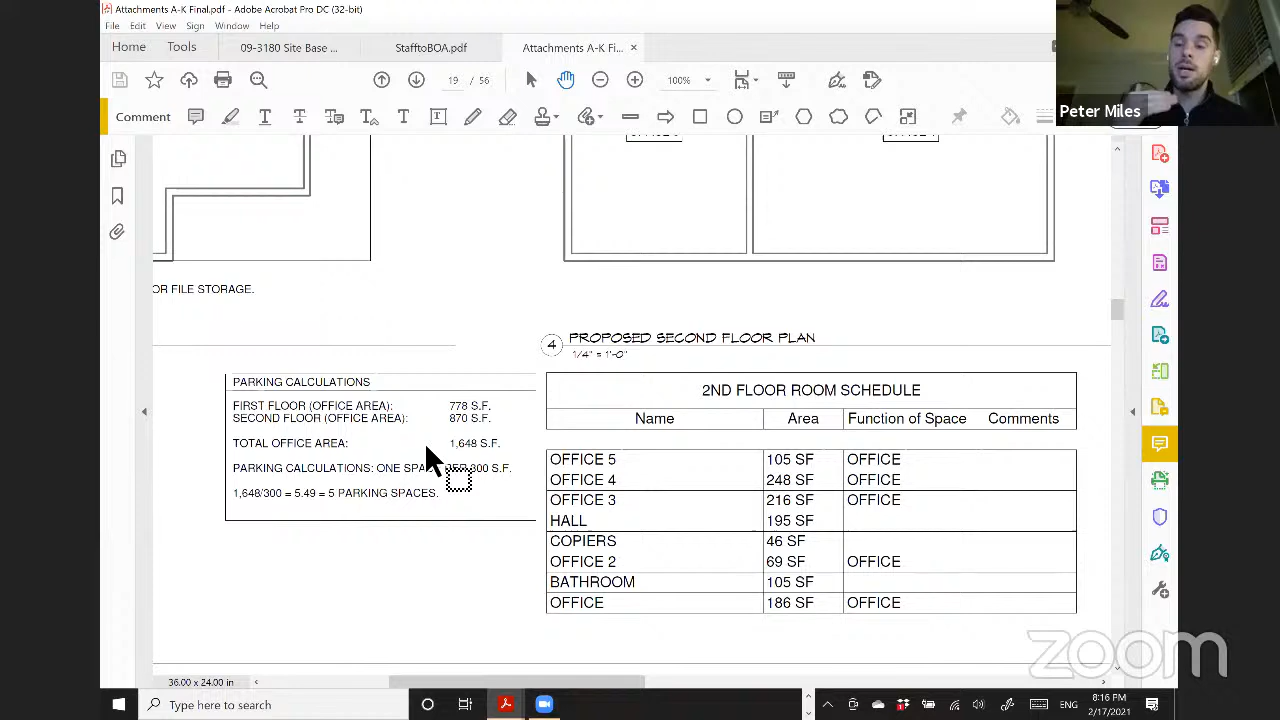 Attachments A-K Final.pdf - Adobe Acrobat Pro DC (32-bit)
File Edit View Sign Window Help
Home Tools 09-3180 Site Base ... StafftoBOA.pdf Attachments A-K Fi... ×
19 / 56 100%
Comment
Peter Miles
OR FILE STORAGE.
4 PROPOSED SECOND FLOOR PLAN
1/4" = 1'-0"
PARKING CALCULATIONS
FIRST FLOOR (OFFICE AREA): 778 S.F.
SECOND FLOOR (OFFICE AREA): 870 S.F.
TOTAL OFFICE AREA: 1,648 S.F.
PARKING CALCULATIONS: ONE 300 S.F.
1,648/300 = 5.49 = 5 PARKING SPACES.
2ND FLOOR ROOM SCHEDULE
Name Area Function of Space Comments
OFFICE 5 105 SF OFFICE
OFFICE 4 248 SF OFFICE
OFFICE 3 216 SF OFFICE
HALL 195 SF
COPIERS 46 SF
OFFICE 2 69 SF OFFICE
BATHROOM 105 SF
OFFICE 186 SF OFFICE
zoom
36.00 x 24.00 in
Type here to search
ENG
8:16 PM
2/17/2021